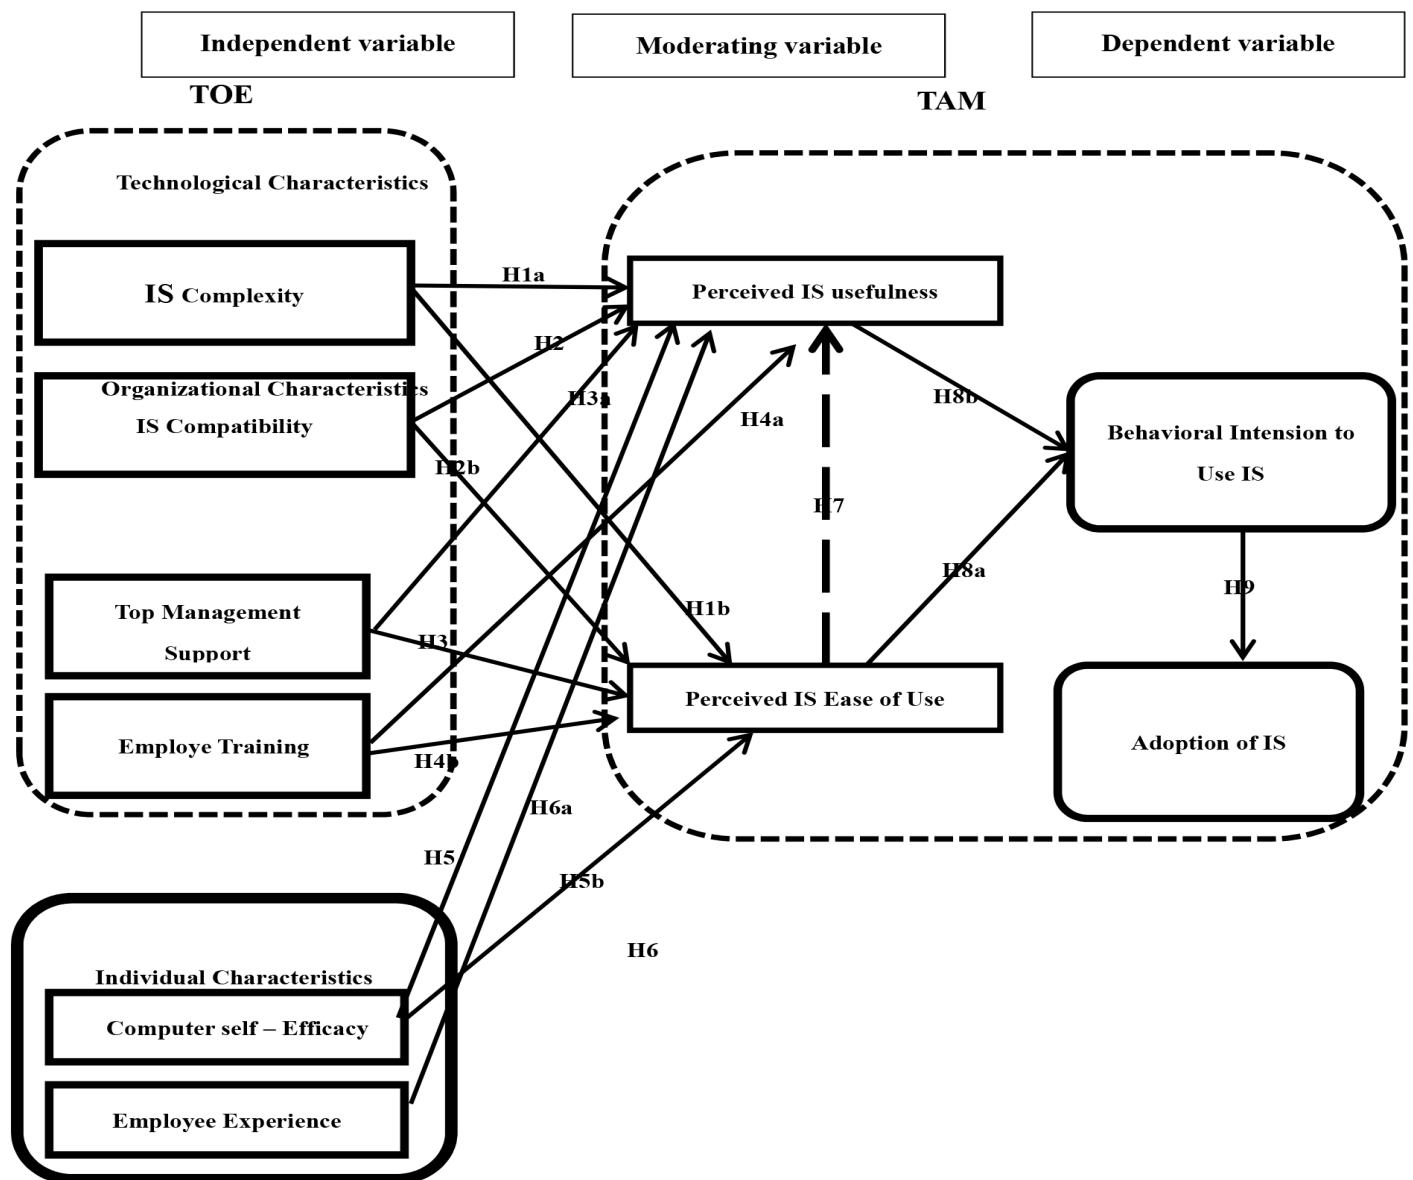 Independent variable
Moderating variable
Dependent variable
TOE
TAM
Technological Characteristics
IS Complexity
H1a
Perceived IS usefulness
H2
Organizational Characteristics
IS Compatibility
H3a
H4a
H8b
Behavioral Intension to
Use IS
H2b
H7
H8a
H9
Top Management
Support
H1b
H3
Perceived IS Ease of Use
Employe Training
H4b
Adoption of IS
H6a
H5
H5b
H6
Individual Characteristics
Computer self – Efficacy
Employee Experience